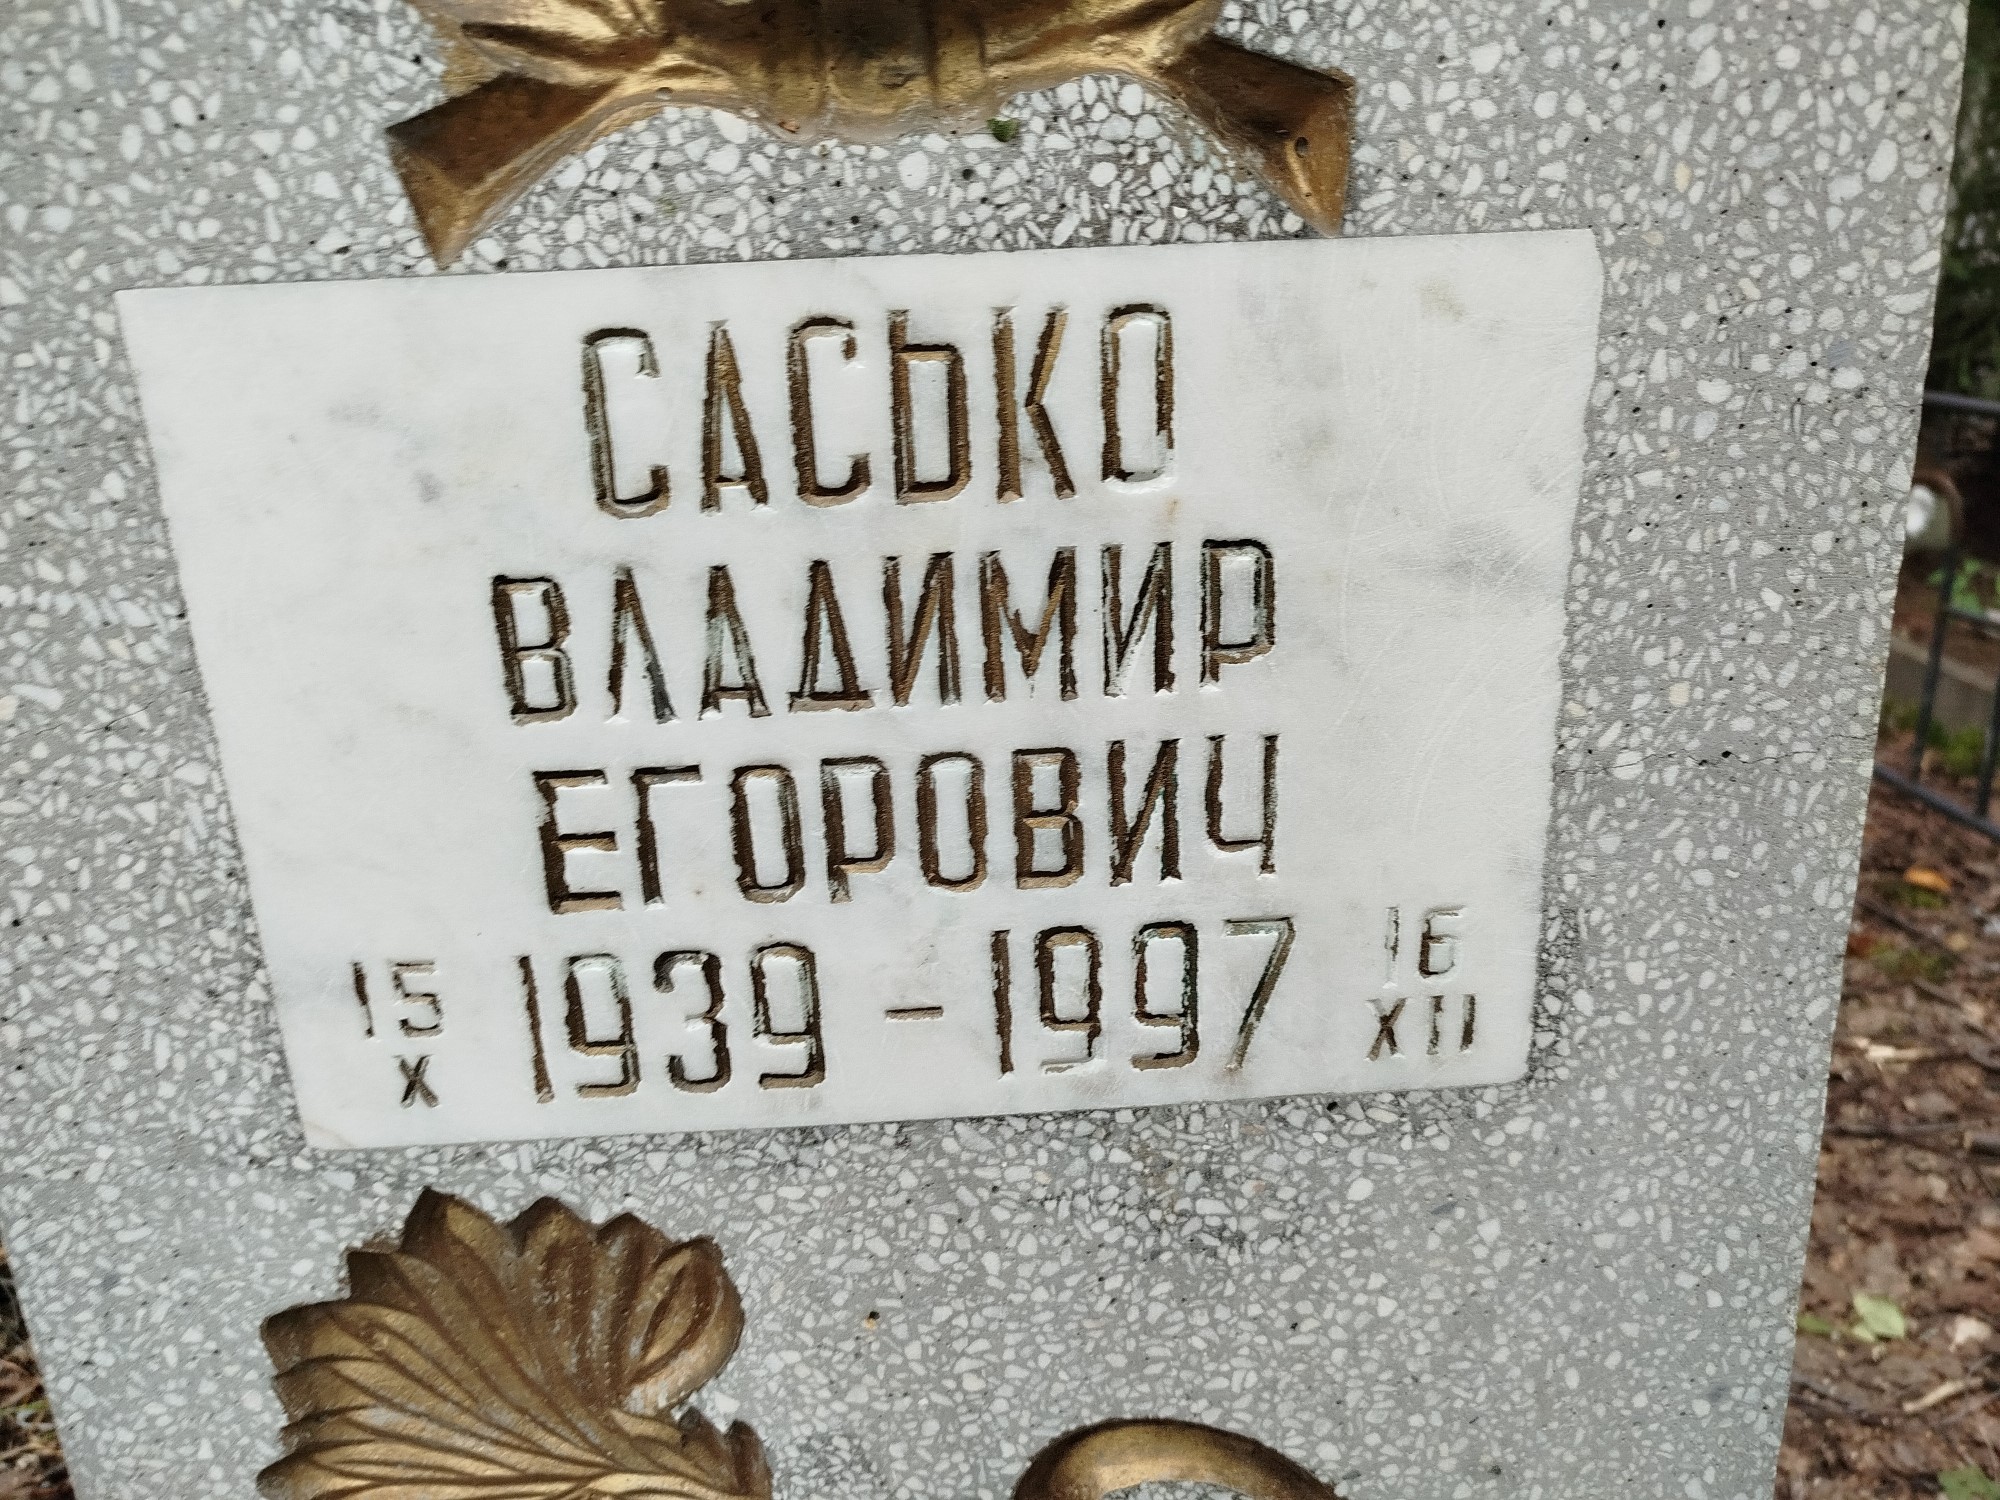 САСЬКО
ВЛАДИМИР
ЕГОРОВИЧ
15 X 1939 – 1997 16 XII